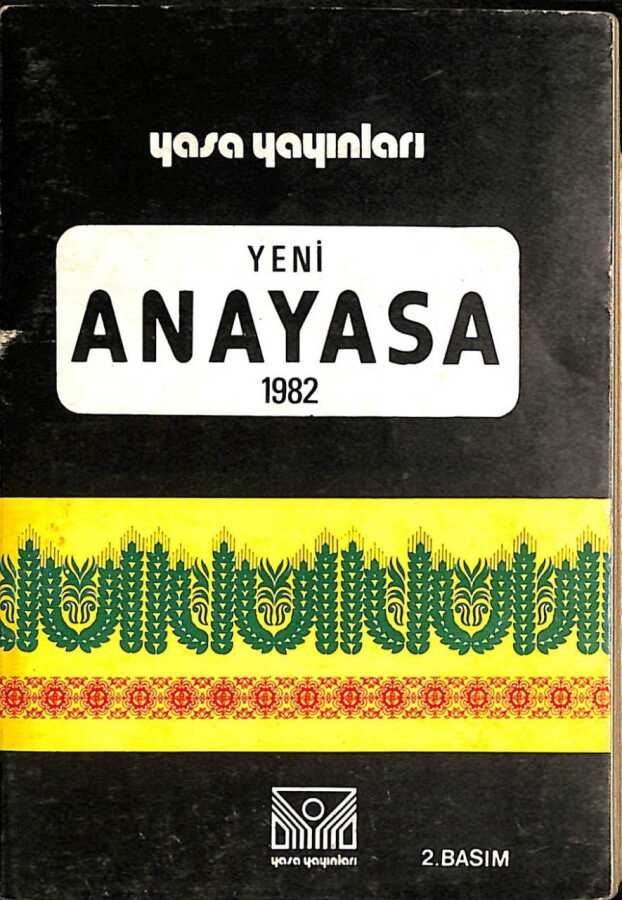 yasa yayınları
YENİ
ANAYASA
1982
yasa yayınları
2.BASIM